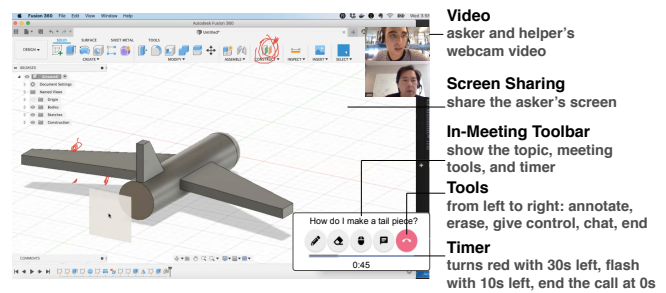 Fusion 360 File Edit View Window Help
Wed 3:5
Autodesk Fusion 360
Untitled*
SOLID SURFACE SHEET METAL TOOLS
DESIGN
CREATE MODIFY ASSEMBLE CONSTRUCT INSPECT INSERT SELECT
BROWSER
Document Settings
Named Views
Origin
Bodies
Sketches
Construction
COMMENTS
How do I make a tail piece?
0:45
Video
asker and helper's
webcam video
Screen Sharing
share the asker's screen
In-Meeting Toolbar
show the topic, meeting
tools, and timer
Tools
from left to right: annotate,
erase, give control, chat, end
Timer
turns red with 30s left, flash
with 10s left, end the call at 0s